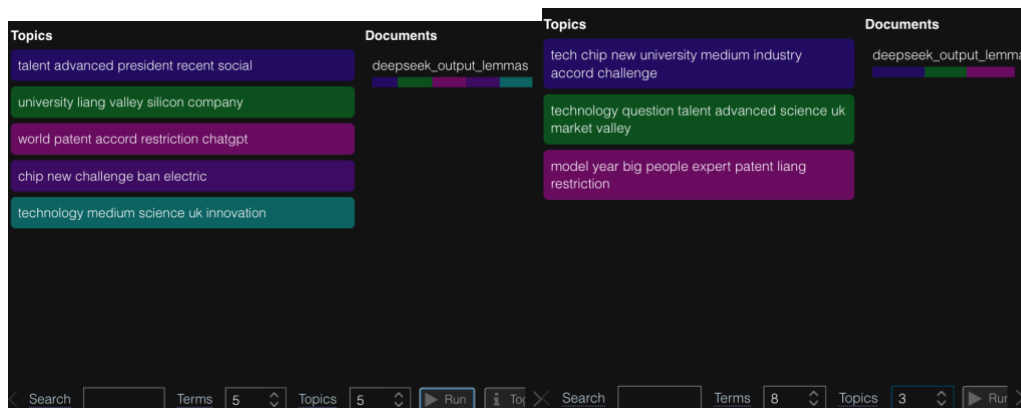 Topics
Documents
talent advanced president recent social
deepseek_output_lemmas
university liang valley silicon company
world patent accord restriction chatgpt
chip new challenge ban electric
technology medium science uk innovation
Search
Terms 5
Topics 5
Run
Topics
Documents
tech chip new university medium industry
accord challenge
deepseek_output_lemma
technology question talent advanced science uk
market valley
model year big people expert patent liang
restriction
Search
Terms 8
Topics 3